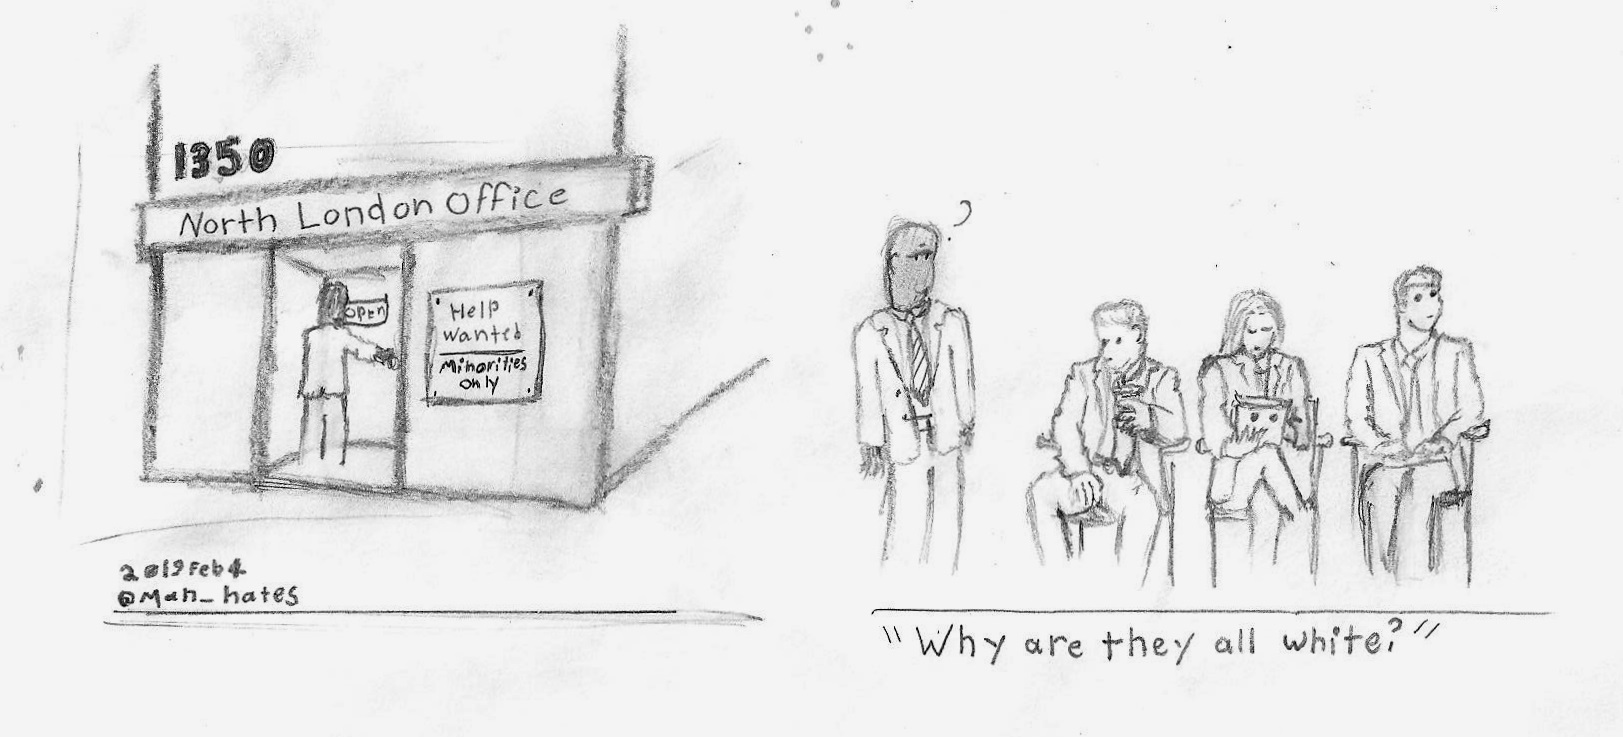 1350
North London Office
open
Help
Wanted
Minorities
only
2019 Feb 4
@Man_hates
?
"Why are they all white?"